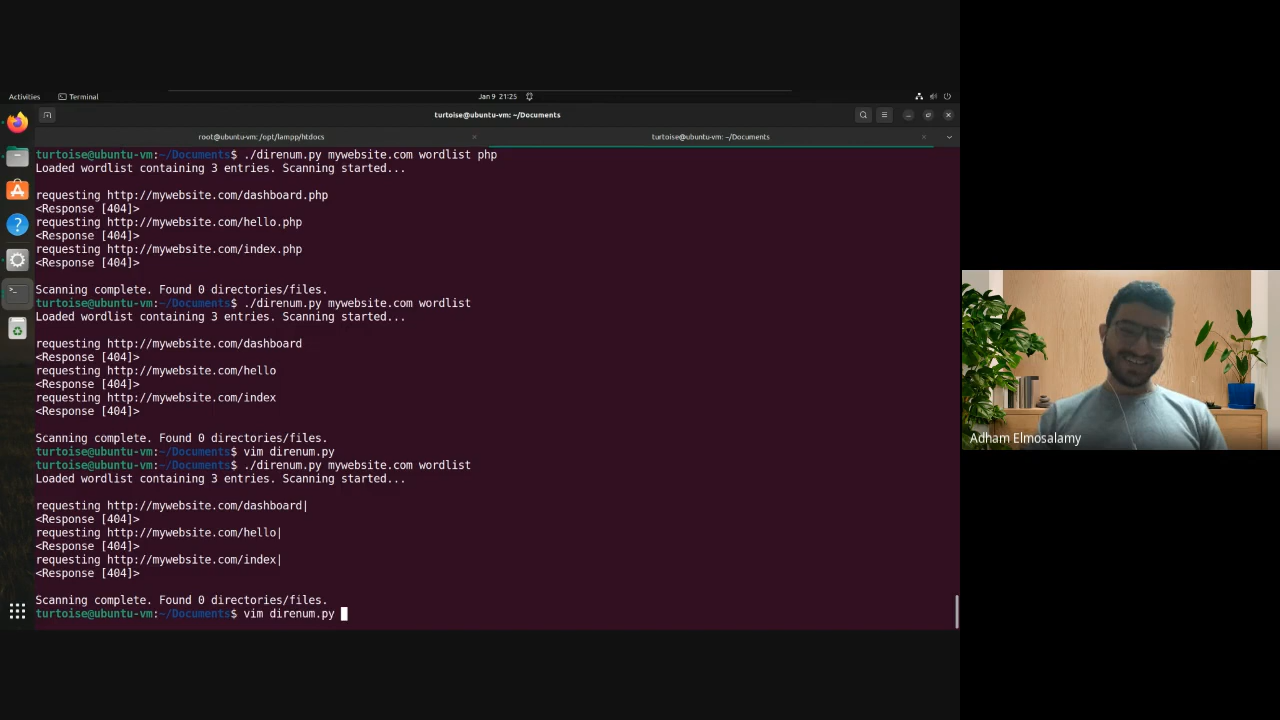 Activities Terminal Jan 9 21:25
turtoise@ubuntu-vm: ~/Documents
root@ubuntu-vm: /opt/lampp/htdocs turtoise@ubuntu-vm: ~/Documents
turtoise@ubuntu-vm:~/Documents$ ./direnum.py mywebsite.com wordlist php
Loaded wordlist containing 3 entries. Scanning started...
requesting http://mywebsite.com/dashboard.php
<Response [404]>
requesting http://mywebsite.com/hello.php
<Response [404]>
requesting http://mywebsite.com/index.php
<Response [404]>
Scanning complete. Found 0 directories/files.
turtoise@ubuntu-vm:~/Documents$ ./direnum.py mywebsite.com wordlist
Loaded wordlist containing 3 entries. Scanning started...
requesting http://mywebsite.com/dashboard
<Response [404]>
requesting http://mywebsite.com/hello
<Response [404]>
requesting http://mywebsite.com/index
<Response [404]>
Scanning complete. Found 0 directories/files.
turtoise@ubuntu-vm:~/Documents$ vim direnum.py
turtoise@ubuntu-vm:~/Documents$ ./direnum.py mywebsite.com wordlist
Loaded wordlist containing 3 entries. Scanning started...
requesting http://mywebsite.com/dashboard|
<Response [404]>
requesting http://mywebsite.com/hello|
<Response [404]>
requesting http://mywebsite.com/index|
<Response [404]>
Scanning complete. Found 0 directories/files.
turtoise@ubuntu-vm:~/Documents$ vim direnum.py
Adham Elmosalamy